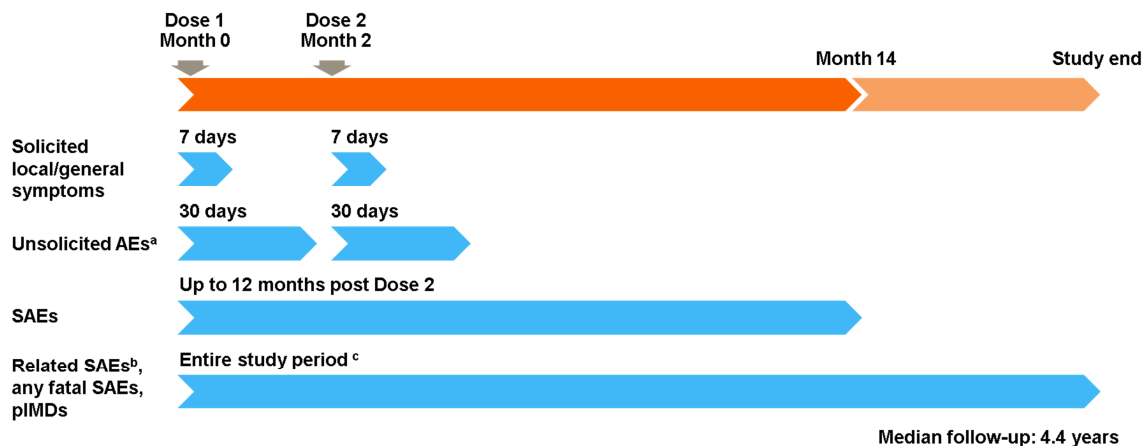 Dose 1
Month 0
Dose 2
Month 2
Month 14
Study end
Solicited
local/general
symptoms
7 days
7 days
Unsolicited AEsᵃ
30 days
30 days
SAEs
Up to 12 months post Dose 2
Related SAEsᵇ,
any fatal SAEs,
pIMDs
Entire study period ᶜ
Median follow-up: 4.4 years